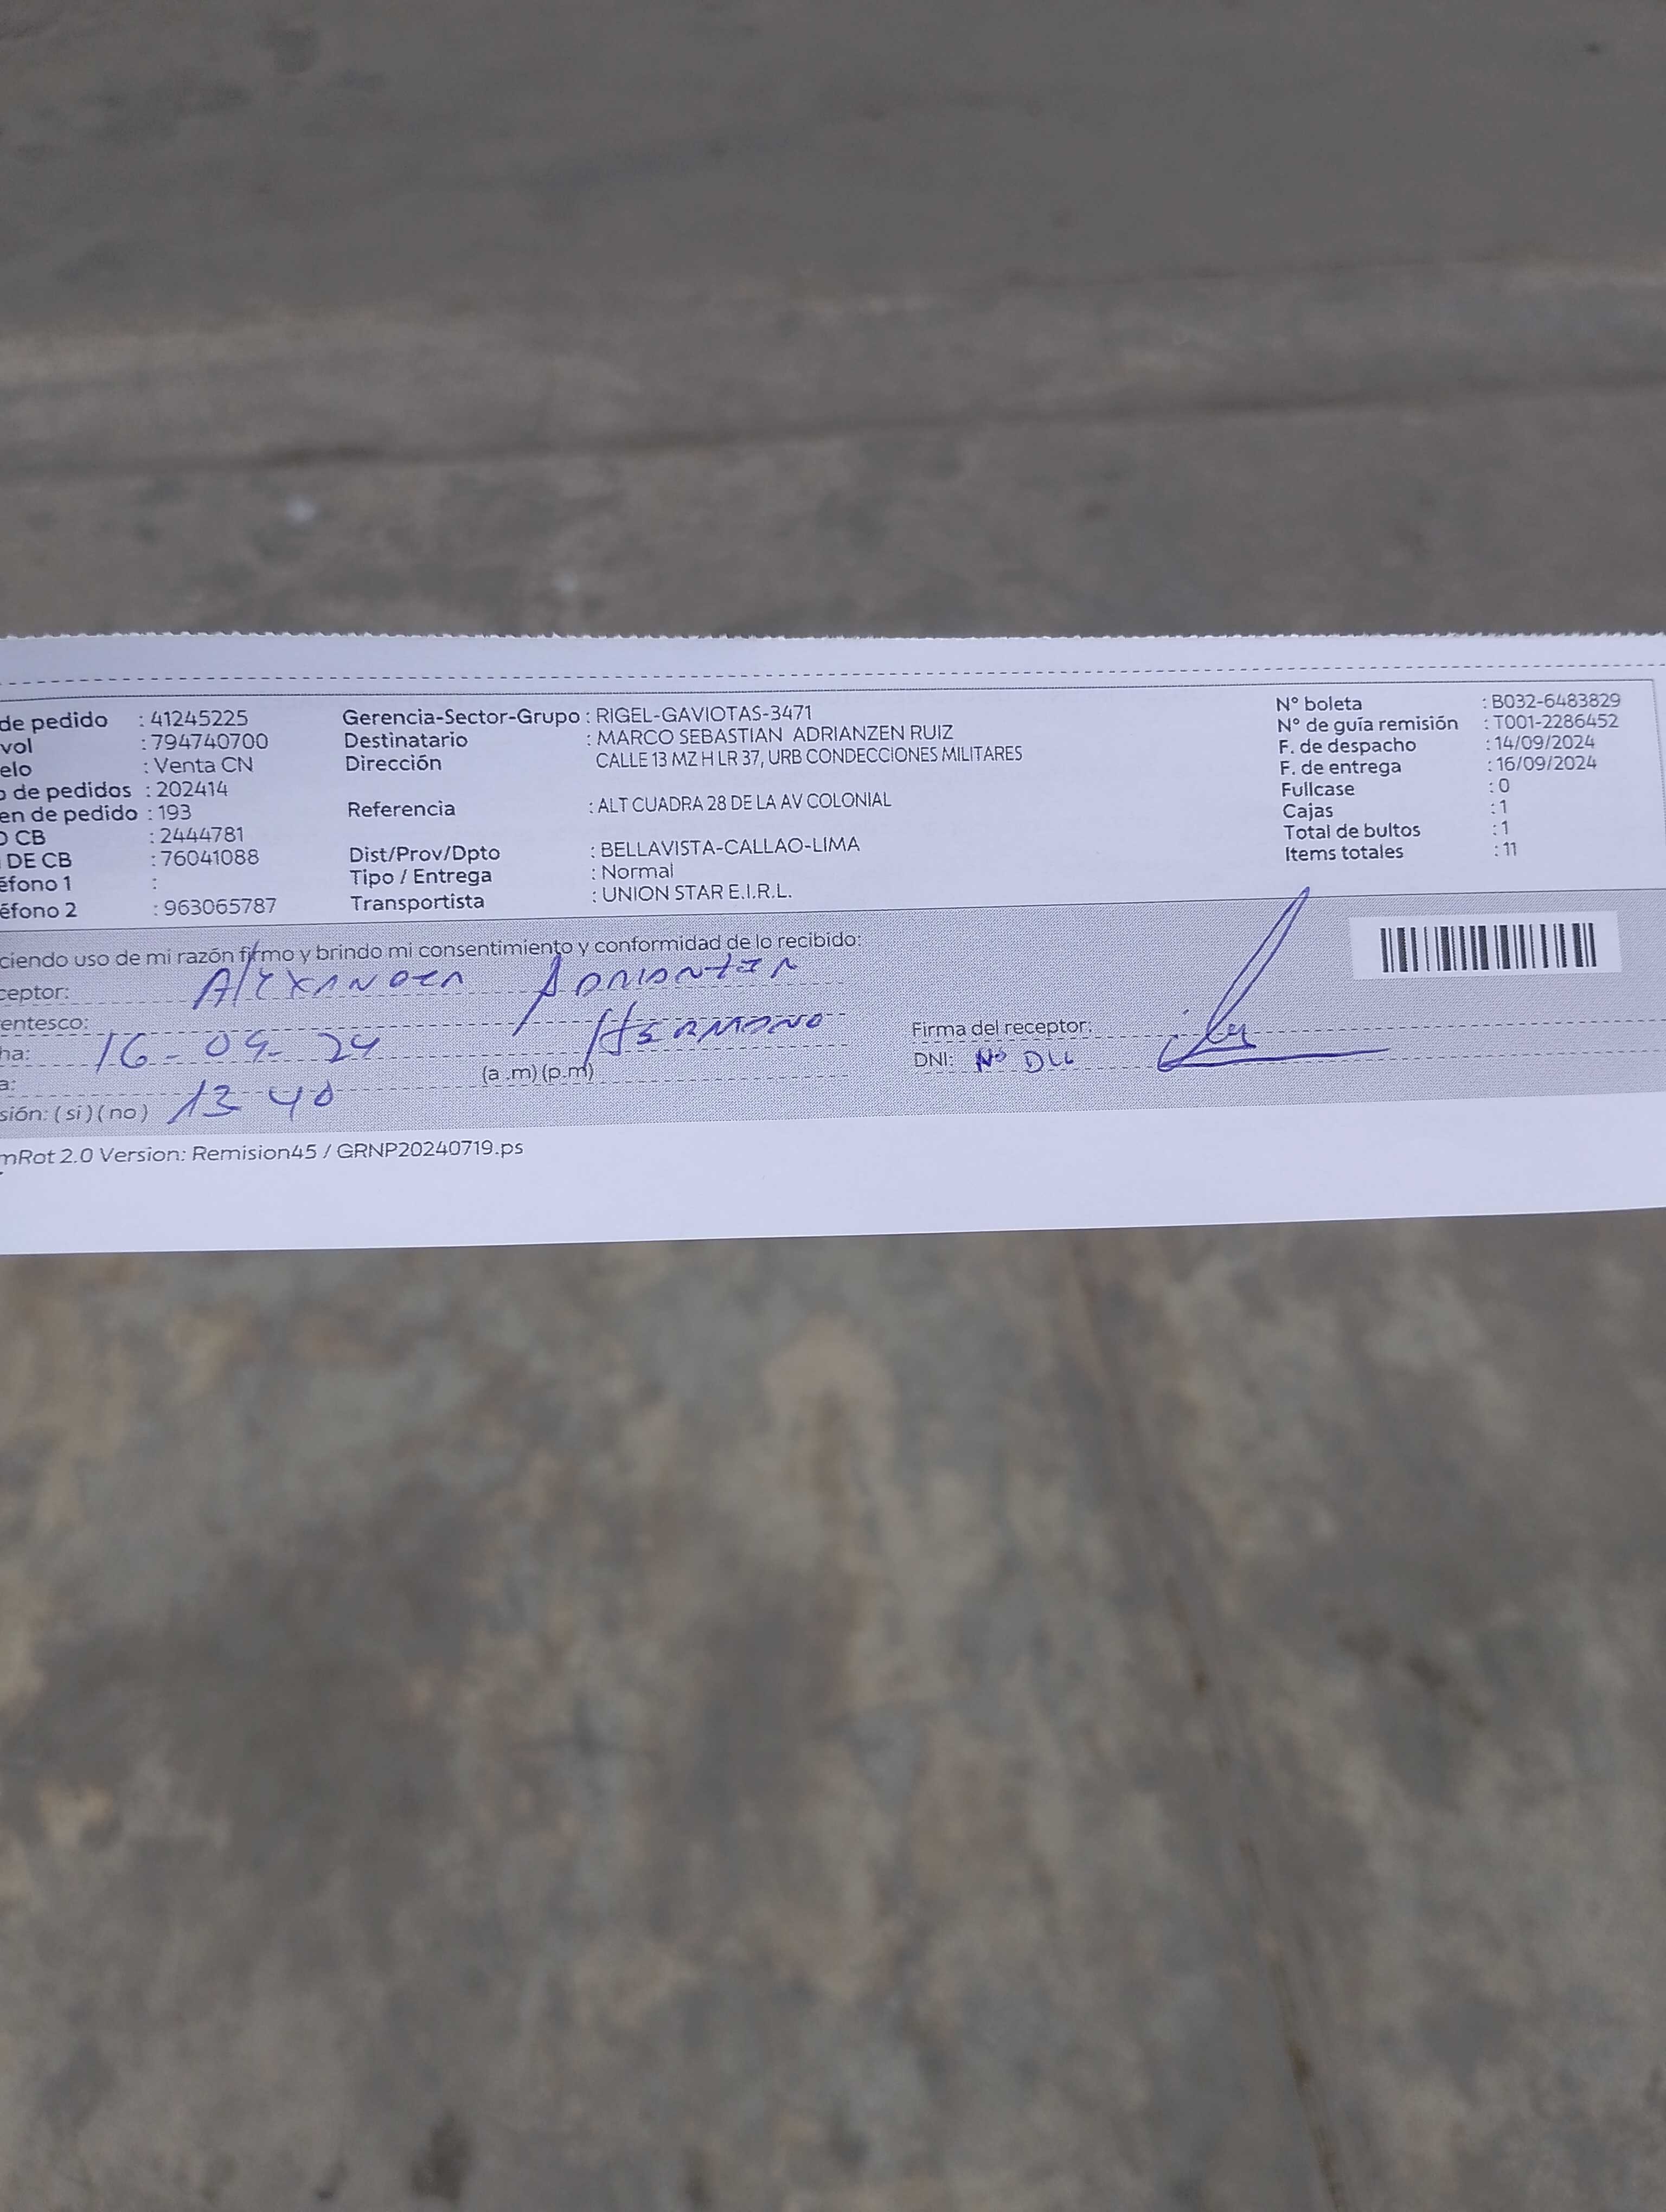 de pedido : 41245225 Gerencia-Sector-Grupo : RIGEL-GAVIOTAS-3471 N° boleta : B032-6483829
vol : 794740700 Destinatario : MARCO SEBASTIAN ADRIANZEN RUIZ N° de guía remisión : T001-2286452
elo : Venta CN Dirección CALLE 13 MZ H LR 37, URB CONDECCIONES MILITARES F. de despacho : 14/09/2024
o de pedidos : 202414 F. de entrega : 16/09/2024
en de pedido : 193 Referencia : ALT CUADRA 28 DE LA AV COLONIAL Fullcase : 0
O CB : 2444781 Cajas : 1
DE CB : 76041088 Dist/Prov/Dpto : BELLAVISTA-CALLAO-LIMA Total de bultos : 1
éfono 1 : Tipo / Entrega : Normal Items totales : 11
éfono 2 : 963065787 Transportista : UNION STAR E.I.R.L.
ciendo uso de mi razón firmo y brindo mi consentimiento y conformidad de lo recibido:
ceptor: Alexander
entesco: Hermano Firma del receptor:
ha: 16-09-24 DNI: No
a: 13 40 (a .m) (p.m)
sión: ( si ) ( no )
mRot 2.0 Version: Remision45 / GRNP20240719.ps